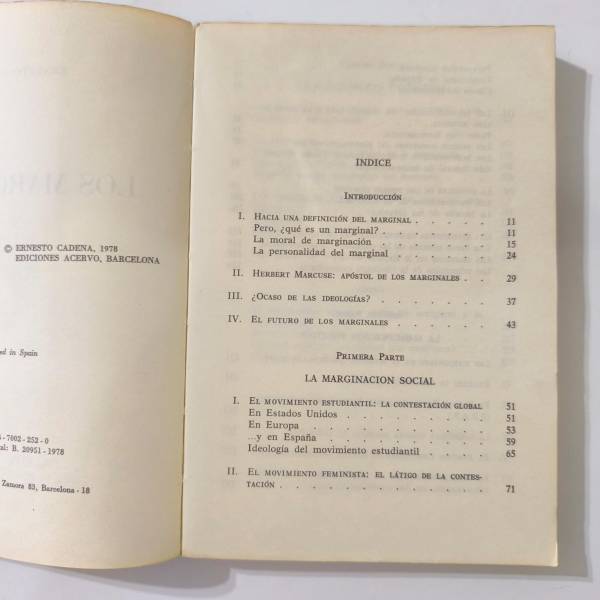 © ERNESTO CADENA, 1978
EDICIONES ACERVO, BARCELONA
in Spain
7002-252-0
B. 20951-1978
Zamora 83, Barcelona-18
INDICE
INTRODUCCIÓN
I. HACIA UNA DEFINICIÓN DEL MARGINAL . . . . . 11
Pero, ¿qué es un marginal? . . . . . . . 11
La moral de marginación . . . . . . . 15
La personalidad del marginal . . . . . . 24
II. HERBERT MARCUSE: APÓSTOL DE LOS MARGINALES . . 29
III. ¿OCASO DE LAS IDEOLOGÍAS? . . . . . . . 37
IV. EL FUTURO DE LOS MARGINALES . . . . . . 43
PRIMERA PARTE
LA MARGINACION SOCIAL
I. EL MOVIMIENTO ESTUDIANTIL: LA CONTESTACIÓN GLOBAL 51
En Estados Unidos . . . . . . . . . 51
En Europa . . . . . . . . . . 53
...y en España . . . . . . . . . . 59
Ideología del movimiento estudiantil . . . . 65
II. EL MOVIMIENTO FEMINISTA: EL LÁTIGO DE LA CONTES-
TACIÓN . . . . . . . . . . . . 71